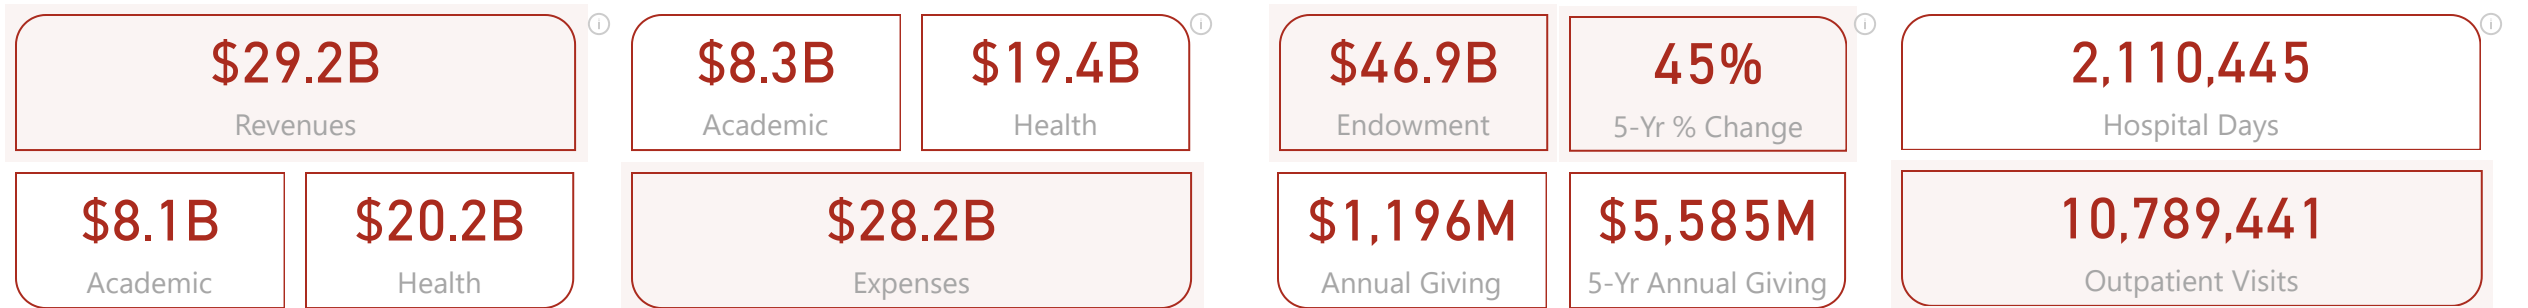 $29.2B
Revenues
$8.1B
Academic
$20.2B
Health
$8.3B
Academic
$19.4B
Health
$28.2B
Expenses
$46.9B
Endowment
45%
5-Yr % Change
$1,196M
Annual Giving
$5,585M
5-Yr Annual Giving
2,110,445
Hospital Days
10,789,441
Outpatient Visits